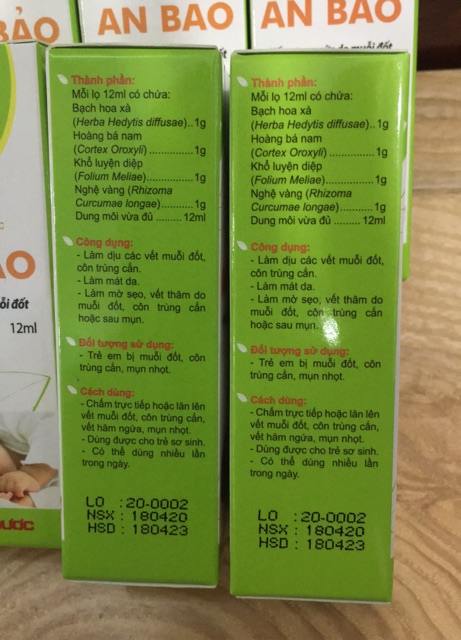 BẢO
AN BẢO
AN BẢO
muỗi đốt
BẢO
muỗi đốt
12ml
dược
Thành phần:
Mỗi lọ 12ml có chứa:
Bạch hoa xà
(Herba Hedytis diffusae)..1g
Hoàng bá nam
(Cortex Oroxyli) ............... 1g
Khổ luyện diệp
(Folium Meliae) ............... 1g
Nghệ vàng (Rhizoma
Curcumae longae) ........... 1g
Dung môi vừa đủ ......... 12ml
Công dụng:
- Làm dịu các vết muỗi đốt,
côn trùng cắn.
- Làm mát da.
- Làm mờ sẹo, vết thâm do
muỗi đốt, côn trùng cắn
hoặc sau mụn.
Đối tượng sử dụng:
- Trẻ em bị muỗi đốt, côn
trùng cắn, mụn nhọt.
Cách dùng:
- Chấm trực tiếp hoặc lăn lên
vết muỗi đốt, côn trùng cắn,
vết hăm ngứa, mụn nhọt.
- Dùng được cho trẻ sơ sinh.
- Có thể dùng nhiều lần
trong ngày.
LO : 20-0002
NSX : 180420
HSD : 180423
Thành phần:
Mỗi lọ 12ml có chứa:
Bạch hoa xà
(Herba Hedytis diffusae)..1g
Hoàng bá nam
(Cortex Oroxyli) ................ 1g
Khổ luyện diệp
(Folium Meliae) ................ 1g
Nghệ vàng (Rhizoma
Curcumae longae) ........... 1g
Dung môi vừa đủ ......... 12ml
Công dụng:
- Làm dịu các vết muỗi đốt,
côn trùng cắn.
- Làm mát da.
- Làm mờ sẹo, vết thâm do
muỗi đốt, côn trùng cắn
hoặc sau mụn.
Đối tượng sử dụng:
- Trẻ em bị muỗi đốt, côn
trùng cắn, mụn nhọt.
Cách dùng:
- Chấm trực tiếp hoặc lăn lên
vết muỗi đốt, côn trùng cắn,
vết hăm ngứa, mụn nhọt.
- Dùng được cho trẻ sơ sinh.
- Có thể dùng nhiều lần
trong ngày.
LO : 20-0002
NSX : 180420
HSD : 180423